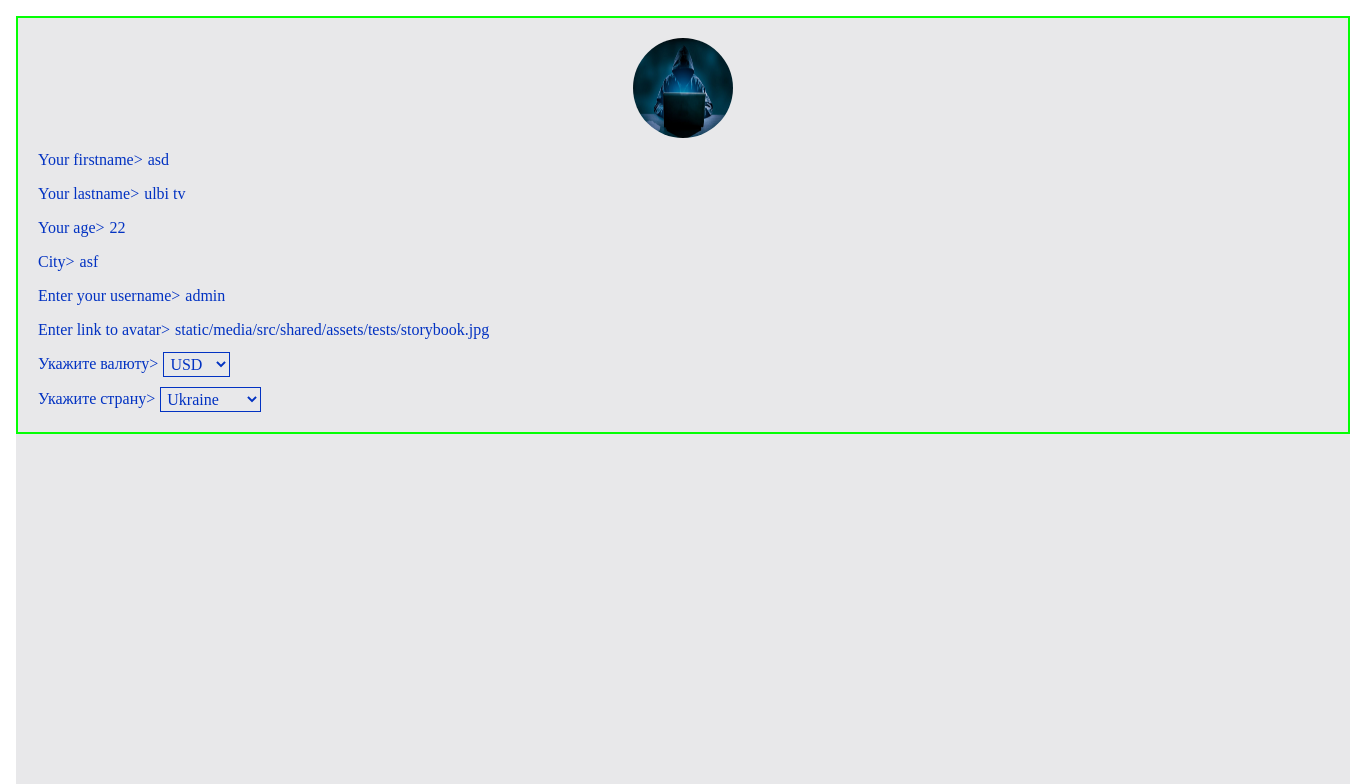 Your firstname> asd
Your lastname> ulbi tv
Your age> 22
City> asf
Enter your username> admin
Enter link to avatar> static/media/src/shared/assets/tests/storybook.jpg
Укажите валюту> USD
Укажите страну> Ukraine